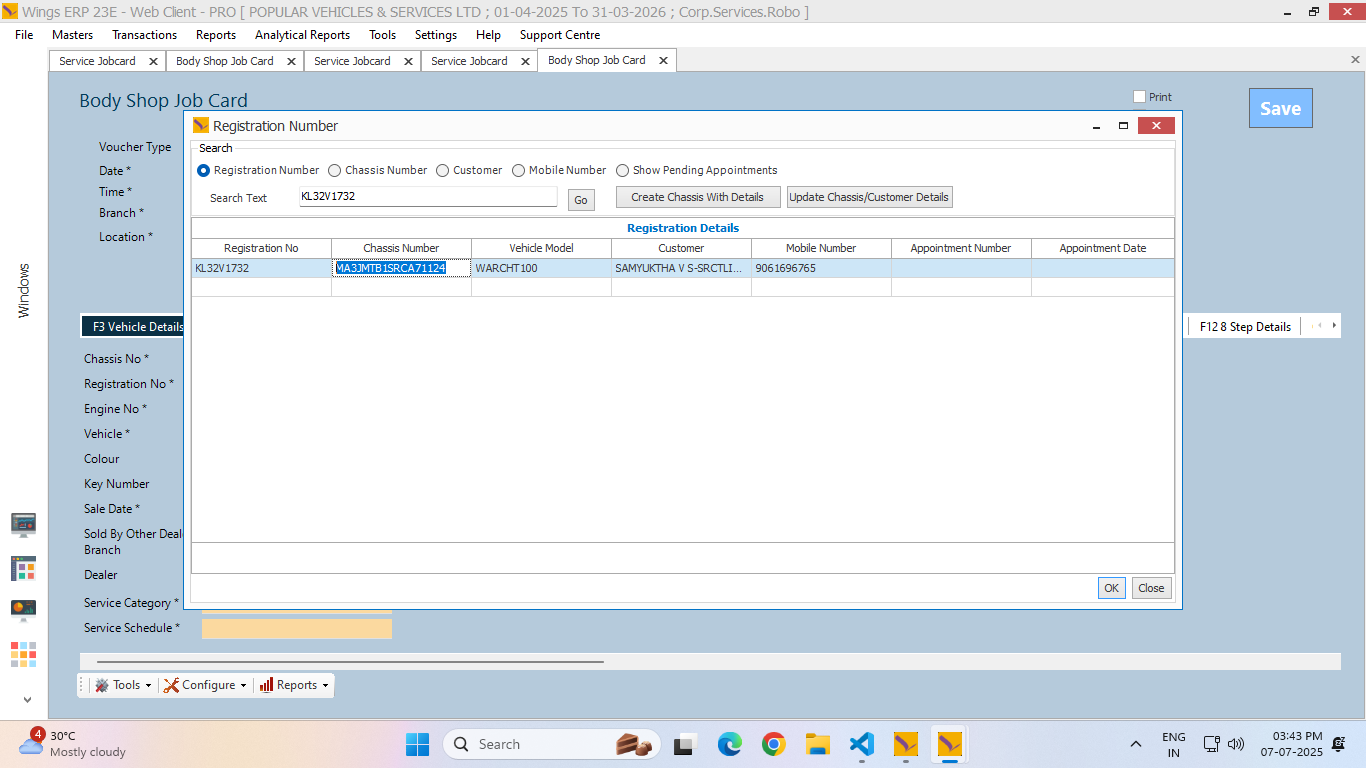 Wings ERP 23E - Web Client - PRO [ POPULAR VEHICLES & SERVICES LTD ; 01-04-2025 To 31-03-2026 ; Corp.Services.Robo ]
File Masters Transactions Reports Analytical Reports Tools Settings Help Support Centre
Service Jobcard Body Shop Job Card Service Jobcard Service Jobcard Body Shop Job Card
Body Shop Job Card
Print
Save
Registration Number
Voucher Type
Date *
Time *
Branch *
Location *
Search
Registration Number Chassis Number Customer Mobile Number Show Pending Appointments
Search Text KL32V1732 Go Create Chassis With Details Update Chassis/Customer Details
Registration Details
Registration No Chassis Number Vehicle Model Customer Mobile Number Appointment Number Appointment Date
KL32V1732 MA3JMTB1SRCA71124 WARCHT100 SAMYUKTHA V S-SRCTLI... 9061696765
Windows
F3 Vehicle Details
F12 8 Step Details
Chassis No *
Registration No *
Engine No *
Vehicle *
Colour
Key Number
Sale Date *
Sold By Other Deal
Branch
Dealer
Service Category *
Service Schedule *
OK Close
Tools Configure Reports
4
30°C
Mostly cloudy
Search
ENG
IN
03:43 PM
07-07-2025